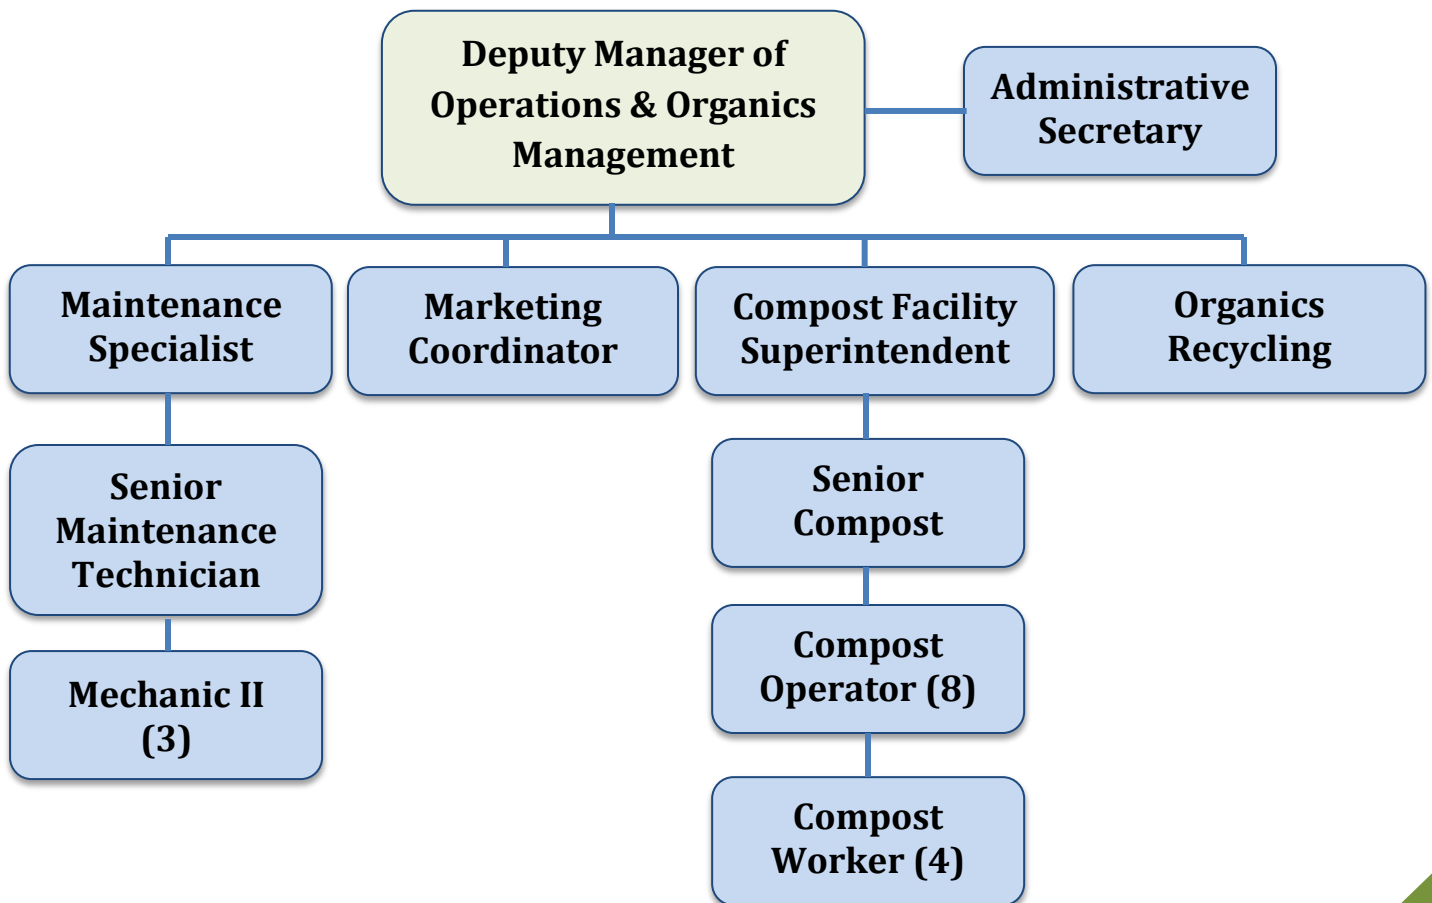 Deputy Manager of
Operations & Organics
Management
Administrative
Secretary
Maintenance
Specialist
Marketing
Coordinator
Compost Facility
Superintendent
Organics
Recycling
Senior
Maintenance
Technician
Senior
Compost
Compost
Operator (8)
Mechanic II
(3)
Compost
Worker (4)